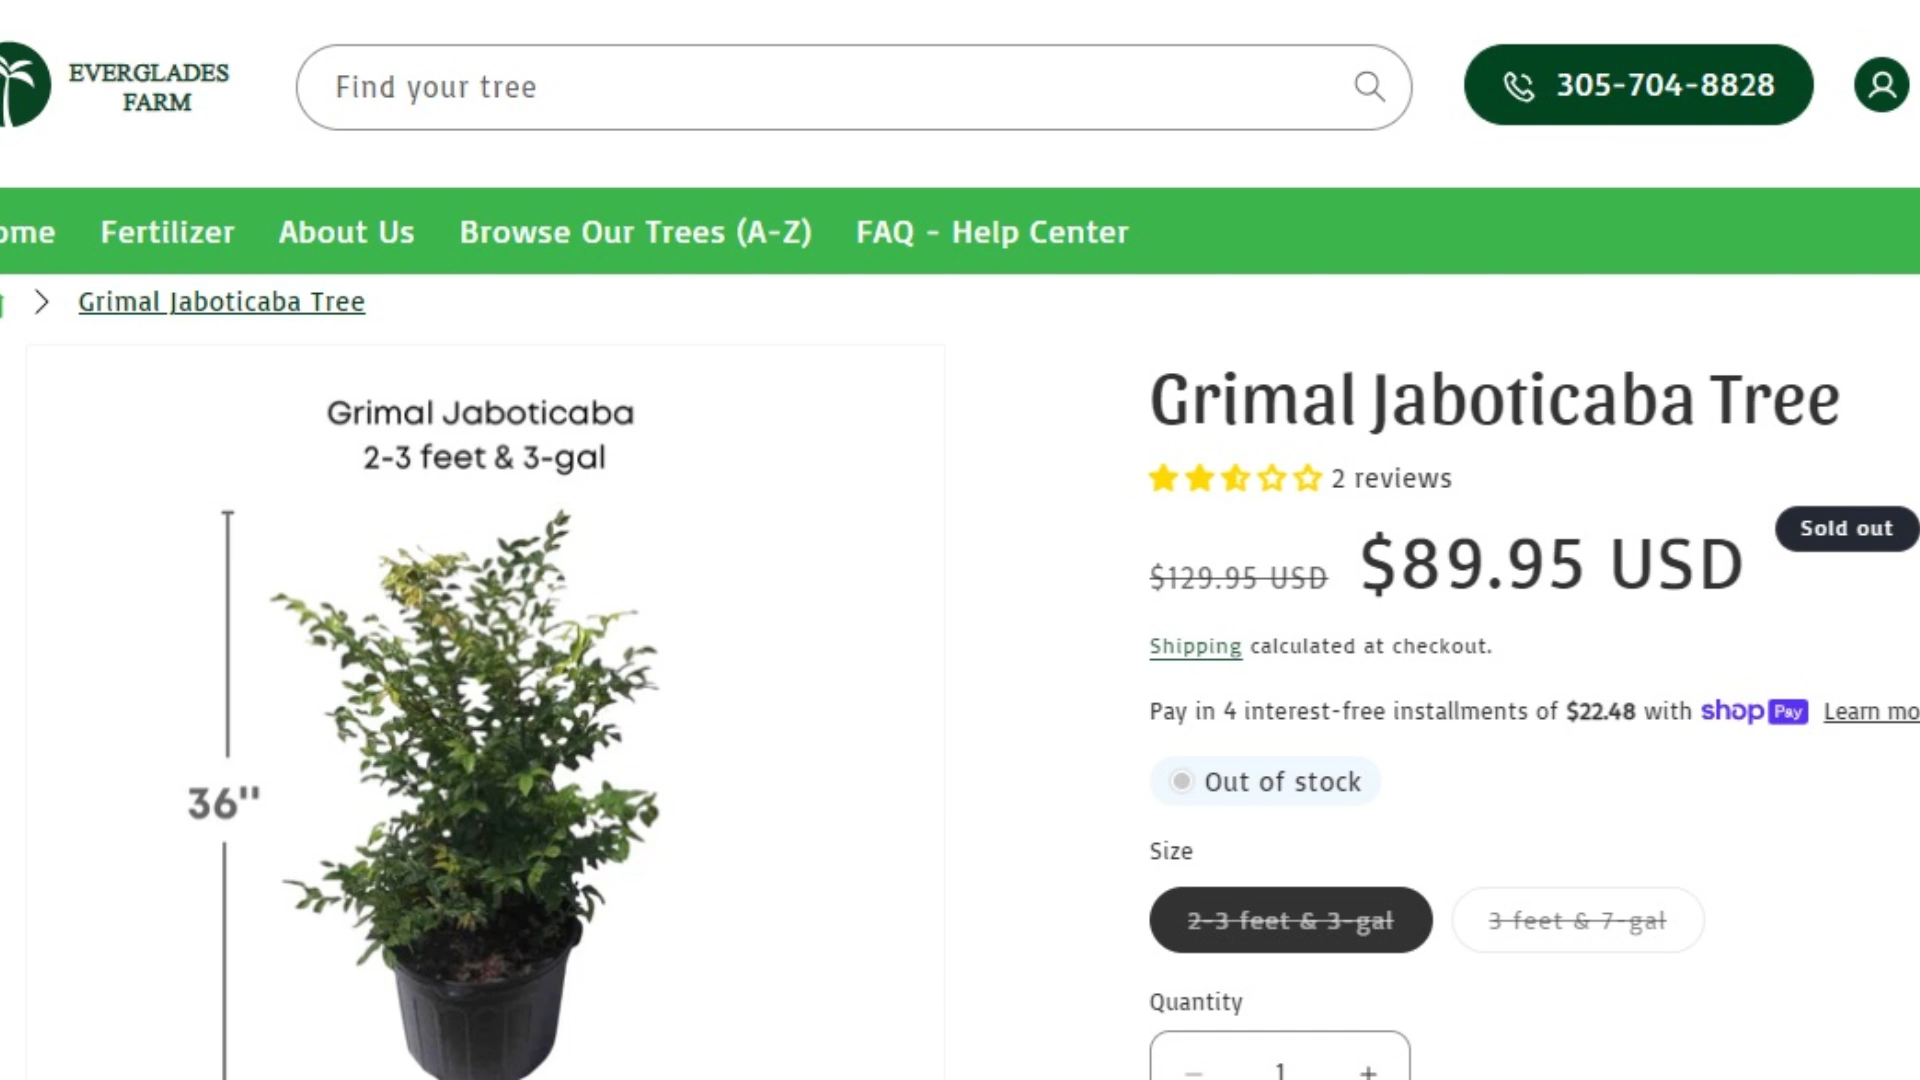 EVERGLADES
FARM
Find your tree
305-704-8828
ome
Fertilizer
About Us
Browse Our Trees (A-Z)
FAQ - Help Center
Grimal Jaboticaba Tree
Grimal Jaboticaba
2-3 feet & 3-gal
36''
Grimal Jaboticaba Tree
2 reviews
$129.95 USD $89.95 USD Sold out
Shipping calculated at checkout.
Pay in 4 interest-free installments of $22.48 with shop Pay Learn mo
Out of stock
Size
2-3 feet & 3-gal
3 feet & 7-gal
Quantity
− 1 +